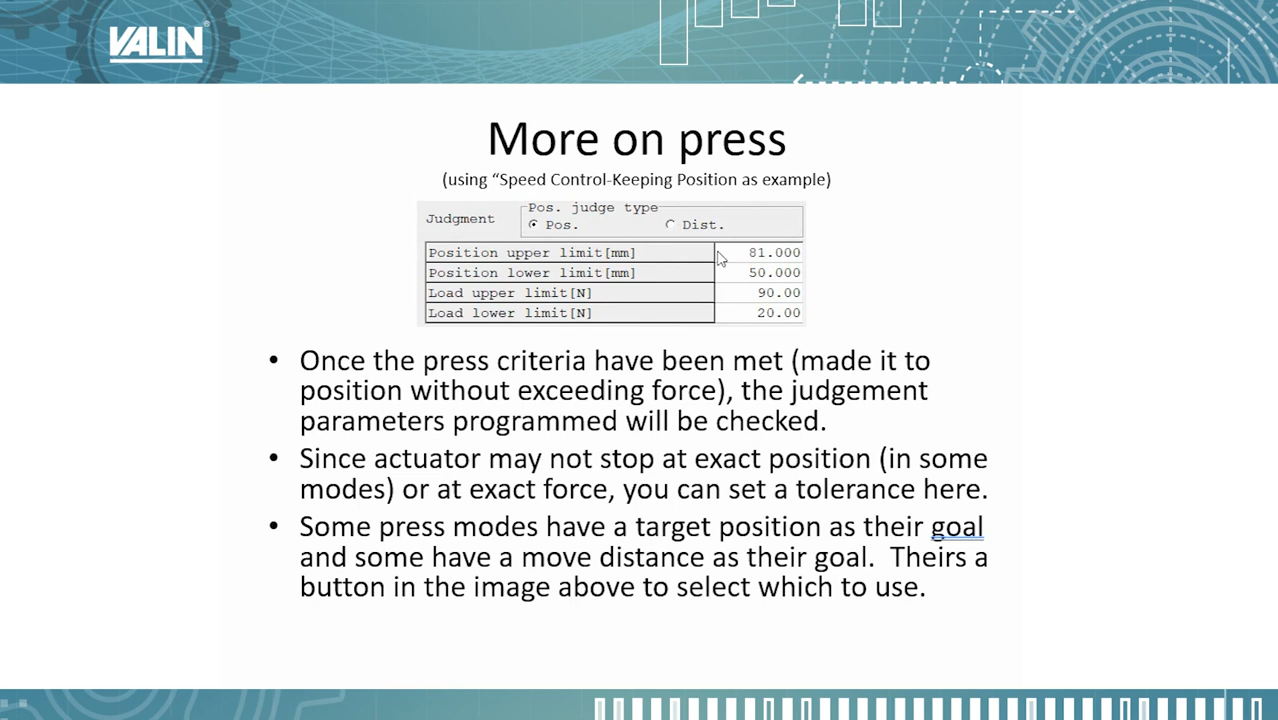 VALIN®
More on press
(using “Speed Control-Keeping Position as example)
Judgment
Pos. judge type
Pos.
Dist.
Position upper limit[mm] 81.000
Position lower limit[mm] 50.000
Load upper limit[N] 90.00
Load lower limit[N] 20.00
• Once the press criteria have been met (made it to
position without exceeding force), the judgement
parameters programmed will be checked.
• Since actuator may not stop at exact position (in some
modes) or at exact force, you can set a tolerance here.
• Some press modes have a target position as their goal
and some have a move distance as their goal.  Theirs a
button in the image above to select which to use.